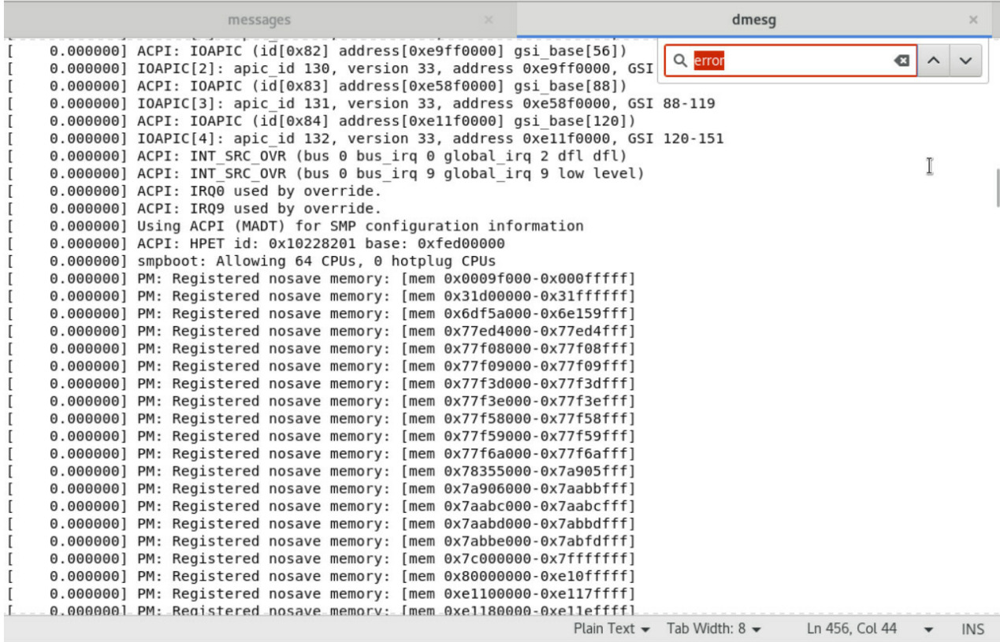 messages × dmesg ×
error
[    0.000000] ACPI: IOAPIC (id[0x82] address[0xe9ff0000] gsi_base[56])
[    0.000000] IOAPIC[2]: apic_id 130, version 33, address 0xe9ff0000, GSI
[    0.000000] ACPI: IOAPIC (id[0x83] address[0xe58f0000] gsi_base[88])
[    0.000000] IOAPIC[3]: apic_id 131, version 33, address 0xe58f0000, GSI 88-119
[    0.000000] ACPI: IOAPIC (id[0x84] address[0xe11f0000] gsi_base[120])
[    0.000000] IOAPIC[4]: apic_id 132, version 33, address 0xe11f0000, GSI 120-151
[    0.000000] ACPI: INT_SRC_OVR (bus 0 bus_irq 0 global_irq 2 dfl dfl)
[    0.000000] ACPI: INT_SRC_OVR (bus 0 bus_irq 9 global_irq 9 low level)
[    0.000000] ACPI: IRQ0 used by override.
[    0.000000] ACPI: IRQ9 used by override.
[    0.000000] Using ACPI (MADT) for SMP configuration information
[    0.000000] ACPI: HPET id: 0x10228201 base: 0xfed00000
[    0.000000] smpboot: Allowing 64 CPUs, 0 hotplug CPUs
[    0.000000] PM: Registered nosave memory: [mem 0x0009f000-0x000fffff]
[    0.000000] PM: Registered nosave memory: [mem 0x31d00000-0x31ffffff]
[    0.000000] PM: Registered nosave memory: [mem 0x6df5a000-0x6e159fff]
[    0.000000] PM: Registered nosave memory: [mem 0x77ed4000-0x77ed4fff]
[    0.000000] PM: Registered nosave memory: [mem 0x77f08000-0x77f08fff]
[    0.000000] PM: Registered nosave memory: [mem 0x77f09000-0x77f09fff]
[    0.000000] PM: Registered nosave memory: [mem 0x77f3d000-0x77f3dfff]
[    0.000000] PM: Registered nosave memory: [mem 0x77f3e000-0x77f3efff]
[    0.000000] PM: Registered nosave memory: [mem 0x77f58000-0x77f58fff]
[    0.000000] PM: Registered nosave memory: [mem 0x77f59000-0x77f59fff]
[    0.000000] PM: Registered nosave memory: [mem 0x77f6a000-0x77f6afff]
[    0.000000] PM: Registered nosave memory: [mem 0x78355000-0x7a905fff]
[    0.000000] PM: Registered nosave memory: [mem 0x7a906000-0x7aabbfff]
[    0.000000] PM: Registered nosave memory: [mem 0x7aabc000-0x7aabcfff]
[    0.000000] PM: Registered nosave memory: [mem 0x7aabd000-0x7abbdfff]
[    0.000000] PM: Registered nosave memory: [mem 0x7abbe000-0x7abfdfff]
[    0.000000] PM: Registered nosave memory: [mem 0x7c000000-0x7fffffff]
[    0.000000] PM: Registered nosave memory: [mem 0x80000000-0xe10fffff]
[    0.000000] PM: Registered nosave memory: [mem 0xe1100000-0xe117ffff]
[    0.000000] PM: Registered nosave memory: [mem 0xe1180000-0xe11effff]
Plain Text Tab Width: 8 Ln 456, Col 44 INS